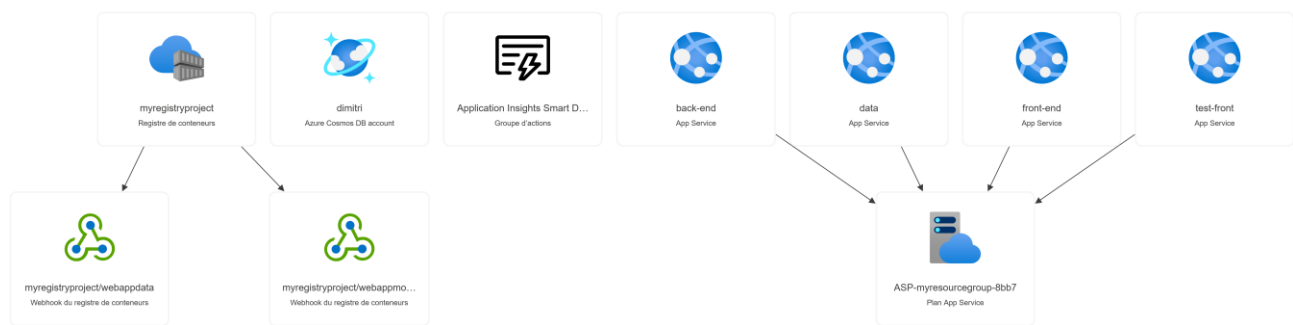 myregistryproject
Registre de conteneurs
dimitri
Azure Cosmos DB account
Application Insights Smart D...
Groupe d'actions
back-end
App Service
data
App Service
front-end
App Service
test-front
App Service
myregistryproject/webappdata
Webhook du registre de conteneurs
myregistryproject/webappmo...
Webhook du registre de conteneurs
ASP-myresourcegroup-8bb7
Plan App Service